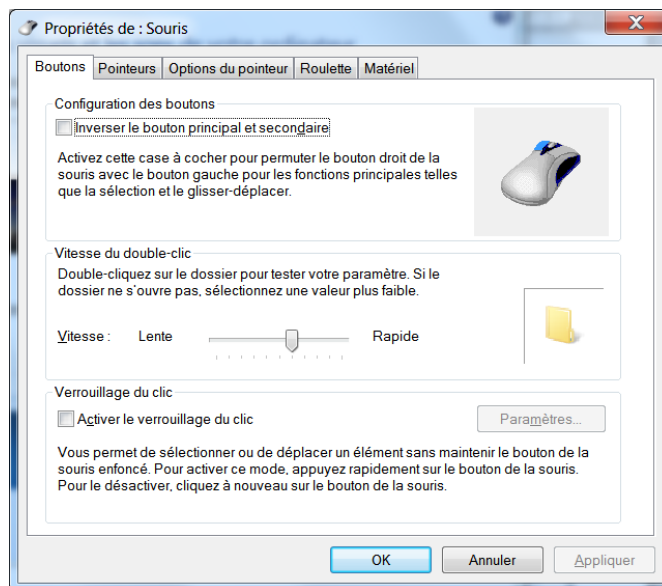 Propriétés de : Souris
Boutons Pointeurs Options du pointeur Roulette Matériel
Configuration des boutons
Inverser le bouton principal et secondaire
Activez cette case à cocher pour permuter le bouton droit de la
souris avec le bouton gauche pour les fonctions principales telles
que la sélection et le glisser-déplacer.
Vitesse du double-clic
Double-cliquez sur le dossier pour tester votre paramètre. Si le
dossier ne s'ouvre pas, sélectionnez une valeur plus faible.
Vitesse : Lente Rapide
Verrouillage du clic
Activer le verrouillage du clic Paramètres...
Vous permet de sélectionner ou de déplacer un élément sans maintenir le bouton de la
souris enfoncé. Pour activer ce mode, appuyez rapidement sur le bouton de la souris.
Pour le désactiver, cliquez à nouveau sur le bouton de la souris.
OK Annuler Appliquer